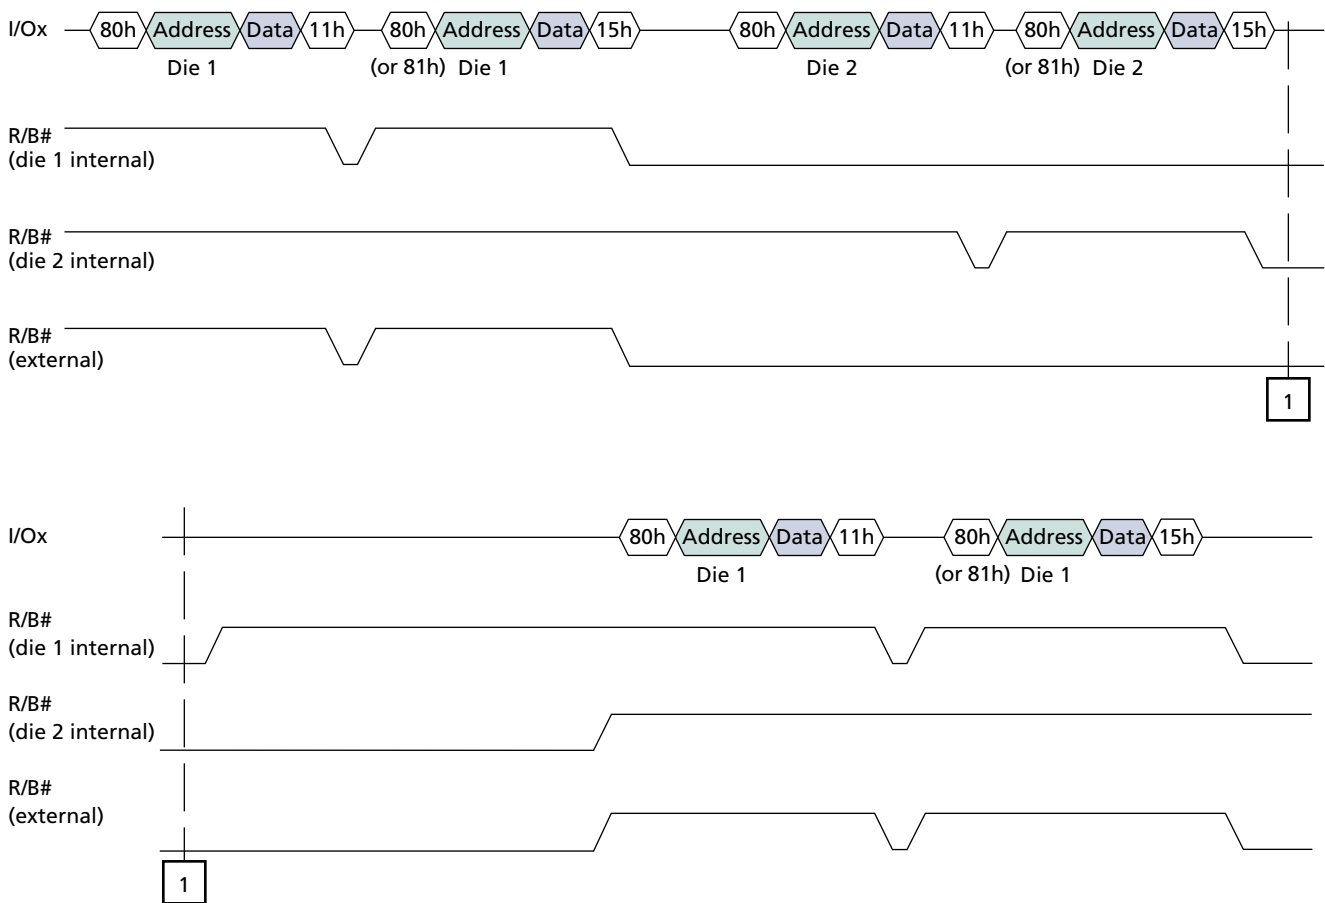 I/Ox 80h Address Data 11h 80h Address Data 15h 80h Address Data 11h 80h Address Data 15h
Die 1 (or 81h) Die 1 Die 2 (or 81h) Die 2
R/B#
(die 1 internal)
R/B#
(die 2 internal)
R/B#
(external)
1
I/Ox 80h Address Data 11h 80h Address Data 15h
Die 1 (or 81h) Die 1
R/B#
(die 1 internal)
R/B#
(die 2 internal)
R/B#
(external)
1